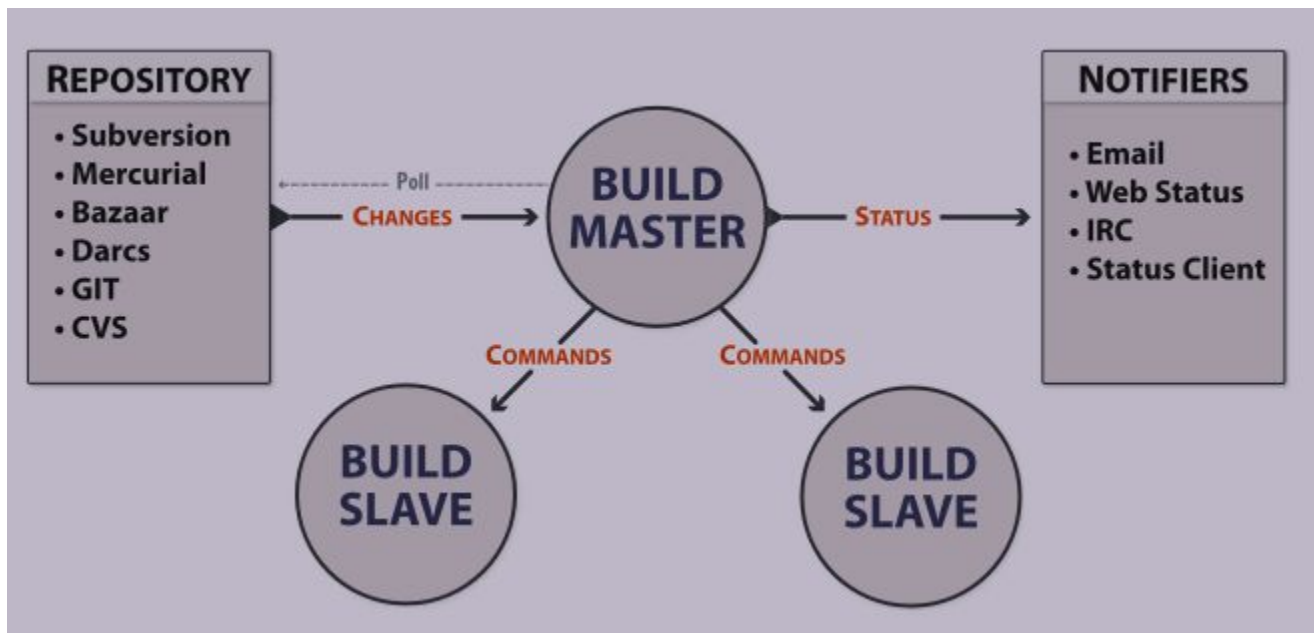 REPOSITORY
• Subversion
• Mercurial
• Bazaar
• Darcs
• GIT
• CVS
Poll
CHANGES
BUILD
MASTER
STATUS
NOTIFIERS
• Email
• Web Status
• IRC
• Status Client
COMMANDS
COMMANDS
BUILD
SLAVE
BUILD
SLAVE